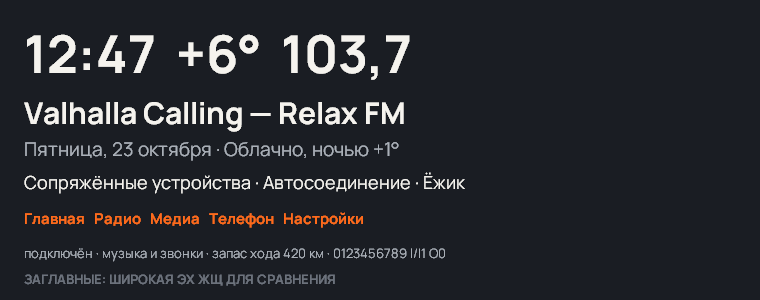 12:47 +6° 103,7
Valhalla Calling — Relax FM
Пятница, 23 октября · Облачно, ночью +1°
Сопряжённые устройства · Автосоединение · Ёжик
Главная Радио Медиа Телефон Настройки
подключён · музыка и звонки · запас хода 420 км · 0123456789 l/I1 O0
ЗАГЛАВНЫЕ: ШИРОКАЯ ЭХ ЖЩ ДЛЯ СРАВНЕНИЯ